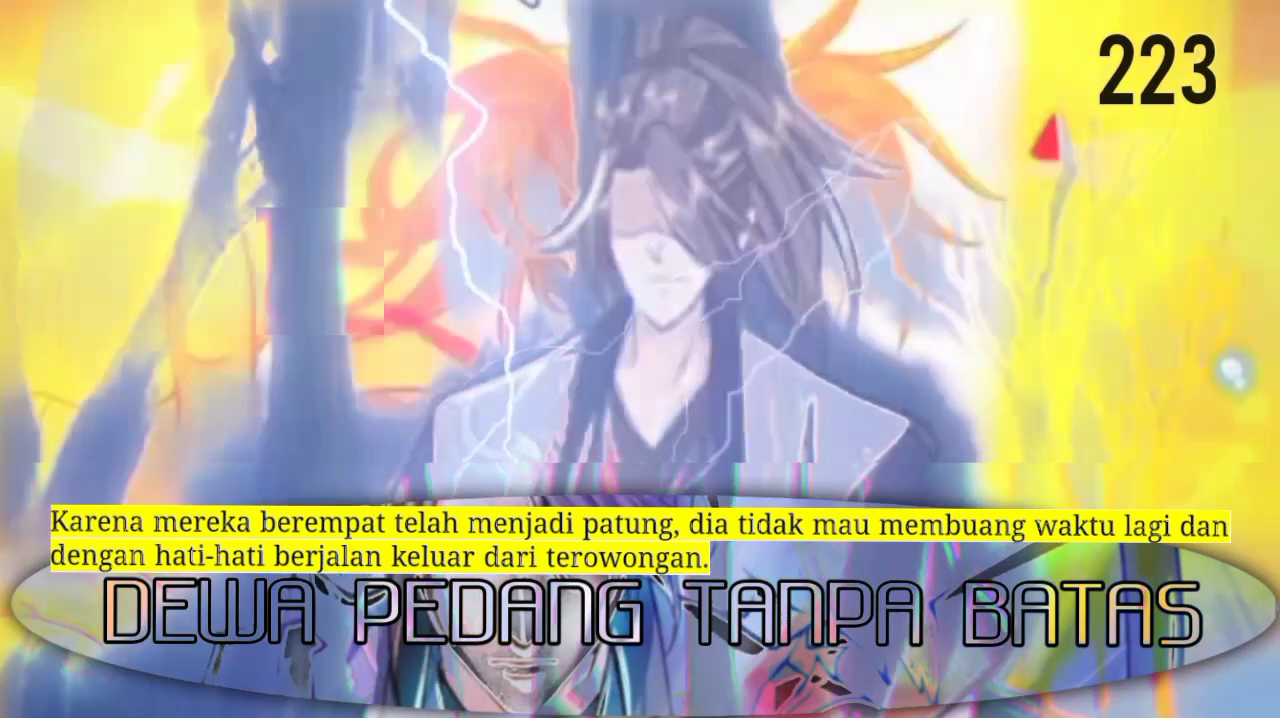 223
Karena mereka berempat telah menjadi patung, dia tidak mau membuang waktu lagi dan
dengan hati-hati berjalan keluar dari terowongan.
DEWA PEDANG TANPA BATAS